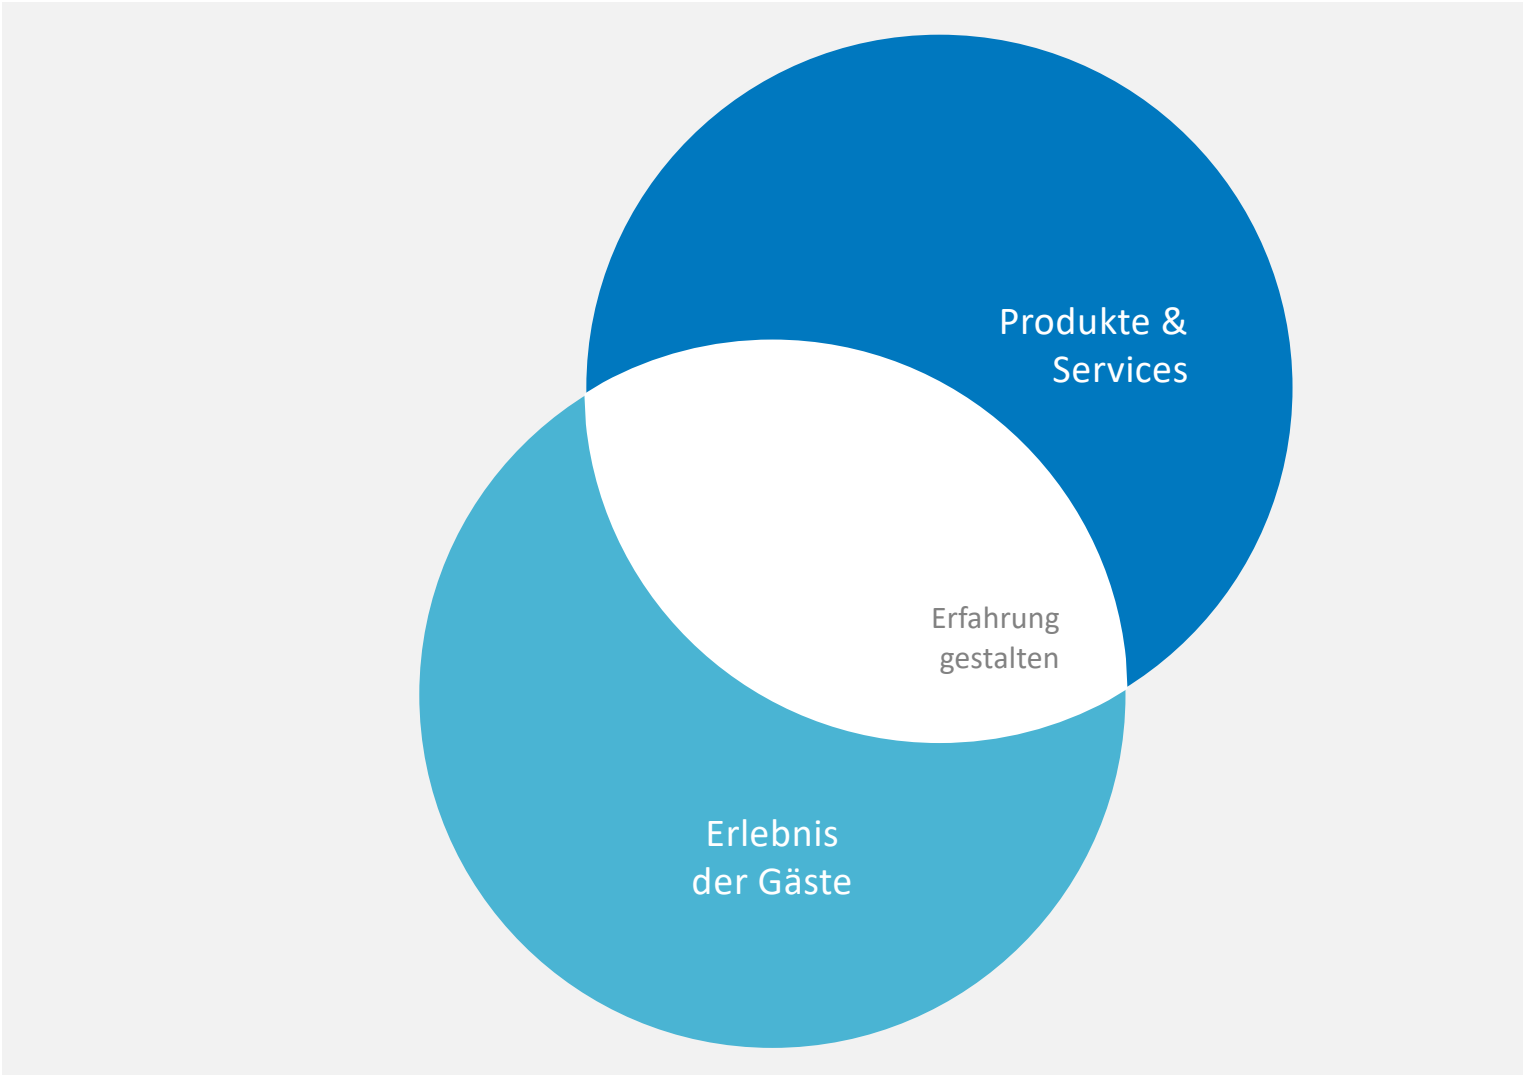 Produkte &
Services
Erfahrung
gestalten
Erlebnis
der Gäste